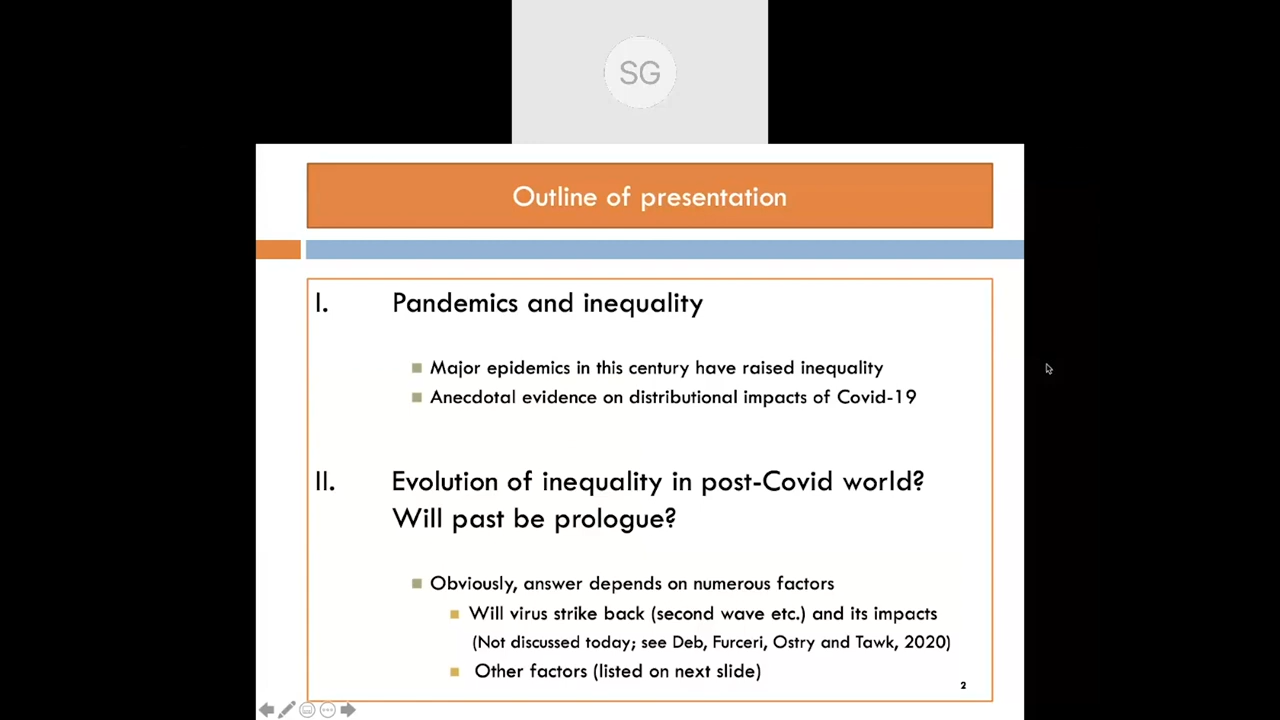 SG
Outline of presentation
I. Pandemics and inequality
Major epidemics in this century have raised inequality
Anecdotal evidence on distributional impacts of Covid-19
II. Evolution of inequality in post-Covid world?
Will past be prologue?
Obviously, answer depends on numerous factors
Will virus strike back (second wave etc.) and its impacts
(Not discussed today; see Deb, Furceri, Ostry and Tawk, 2020)
Other factors (listed on next slide)
2